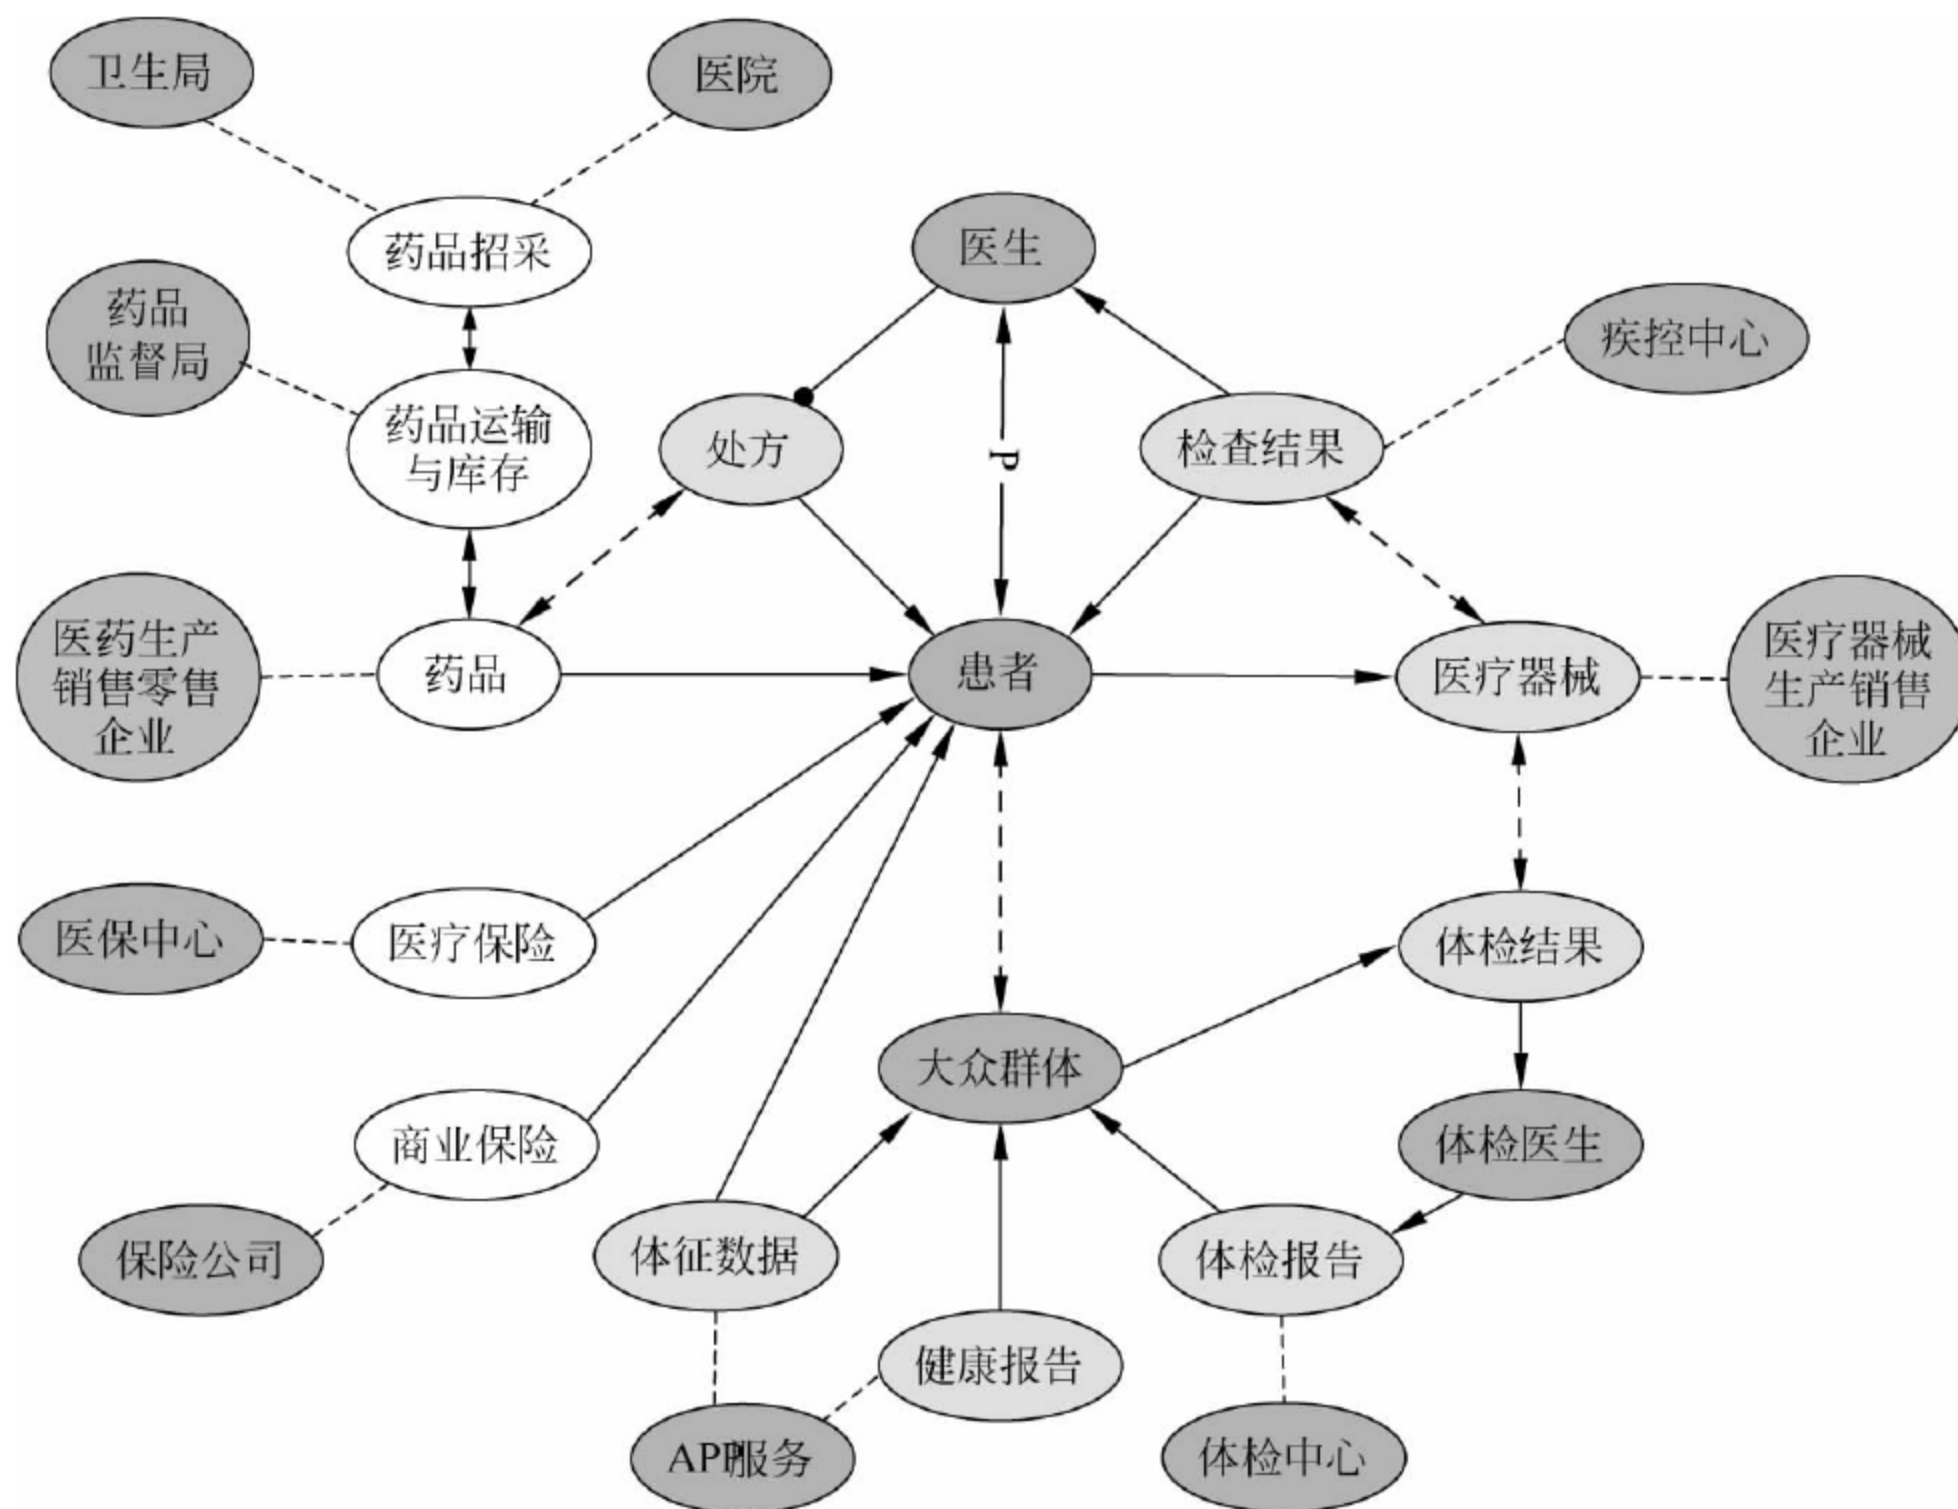 卫生局
医院
药品招采
医生
药品
监督局
疾控中心
药品运输
与库存
处方
P
检查结果
医药生产
销售零售
企业
药品
患者
医疗器械
医疗器械
生产销售
企业
医保中心
医疗保险
体检结果
大众群体
商业保险
体检医生
保险公司
体征数据
体检报告
健康报告
APP服务
体检中心